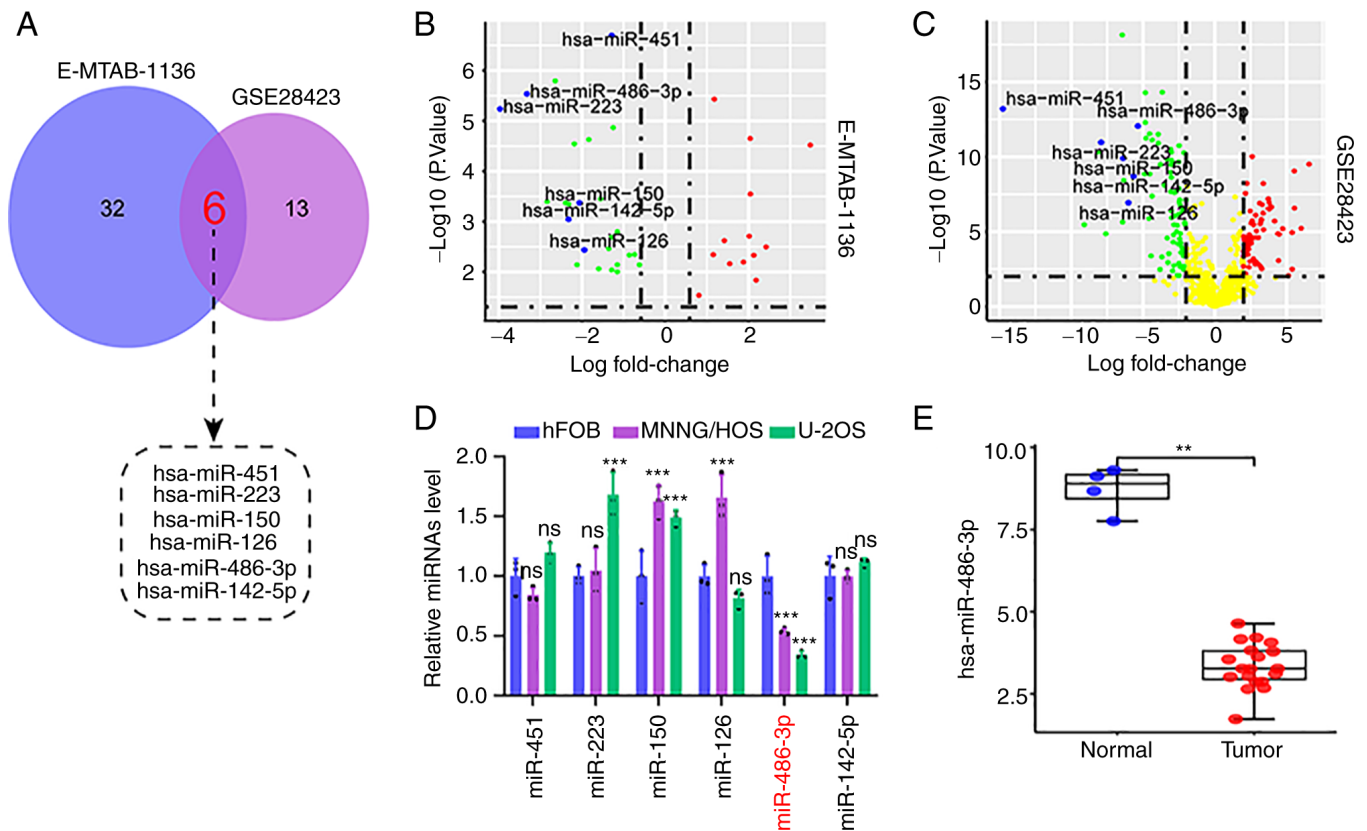 A
E-MTAB-1136
GSE28423
32
6
13
hsa-miR-451
hsa-miR-223
hsa-miR-150
hsa-miR-126
hsa-miR-486-3p
hsa-miR-142-5p
B
−Log10 (P.Value)
6
5
4
3
2
hsa−miR−451
hsa−miR−486−3p
hsa−miR−223
hsa−miR−150
hsa−miR−142−5p
hsa−miR−126
−4
−2
0
2
Log fold-change
E−MTAB−1136
C
−Log10 (P.Value)
15
10
5
0
hsa−miR−451
hsa−miR−486−3p
hsa−miR−223
hsa−miR−150
hsa−miR−142−5p
hsa−miR−126
−15
−10
−5
0
5
Log fold-change
GSE28423
D
hFOB MNNG/HOS U-2OS
Relative miRNAs level
2.0
1.5
1.0
0.5
0.0
ns
ns
ns
***
***
***
***
ns
***
***
ns
ns
miR-451
miR-223
miR-150
miR-126
miR-486-3p
miR-142-5p
E
hsa-miR-486-3p
10.0
7.5
5.0
2.5
**
Normal
Tumor